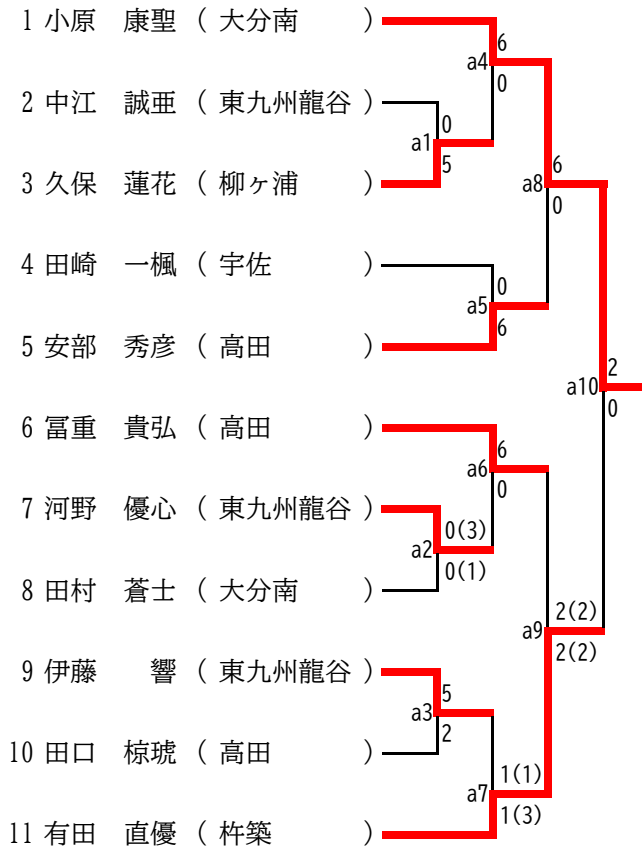 1 小原　康聖 （ 大分南　　　）
6
a4
0
2 中江　誠亜 （ 東九州龍谷 ）
0
a1
5
3 久保　蓮花 （ 柳ヶ浦　　　）
6
a8
0
4 田崎　一楓 （ 宇佐　　　　）
0
a5
6
5 安部　秀彦 （ 高田　　　　）
2
a10
0
6 冨重　貴弘 （ 高田　　　　）
6
a6
0
7 河野　優心 （ 東九州龍谷 ）
0(3)
a2
0(1)
8 田村　蒼士 （ 大分南　　　）
2(2)
a9
2(2)
9 伊藤　　響 （ 東九州龍谷 ）
5
a3
2
10 田口　椋琥 （ 高田　　　　）
1(1)
a7
1(3)
11 有田　直優 （ 杵築　　　　）